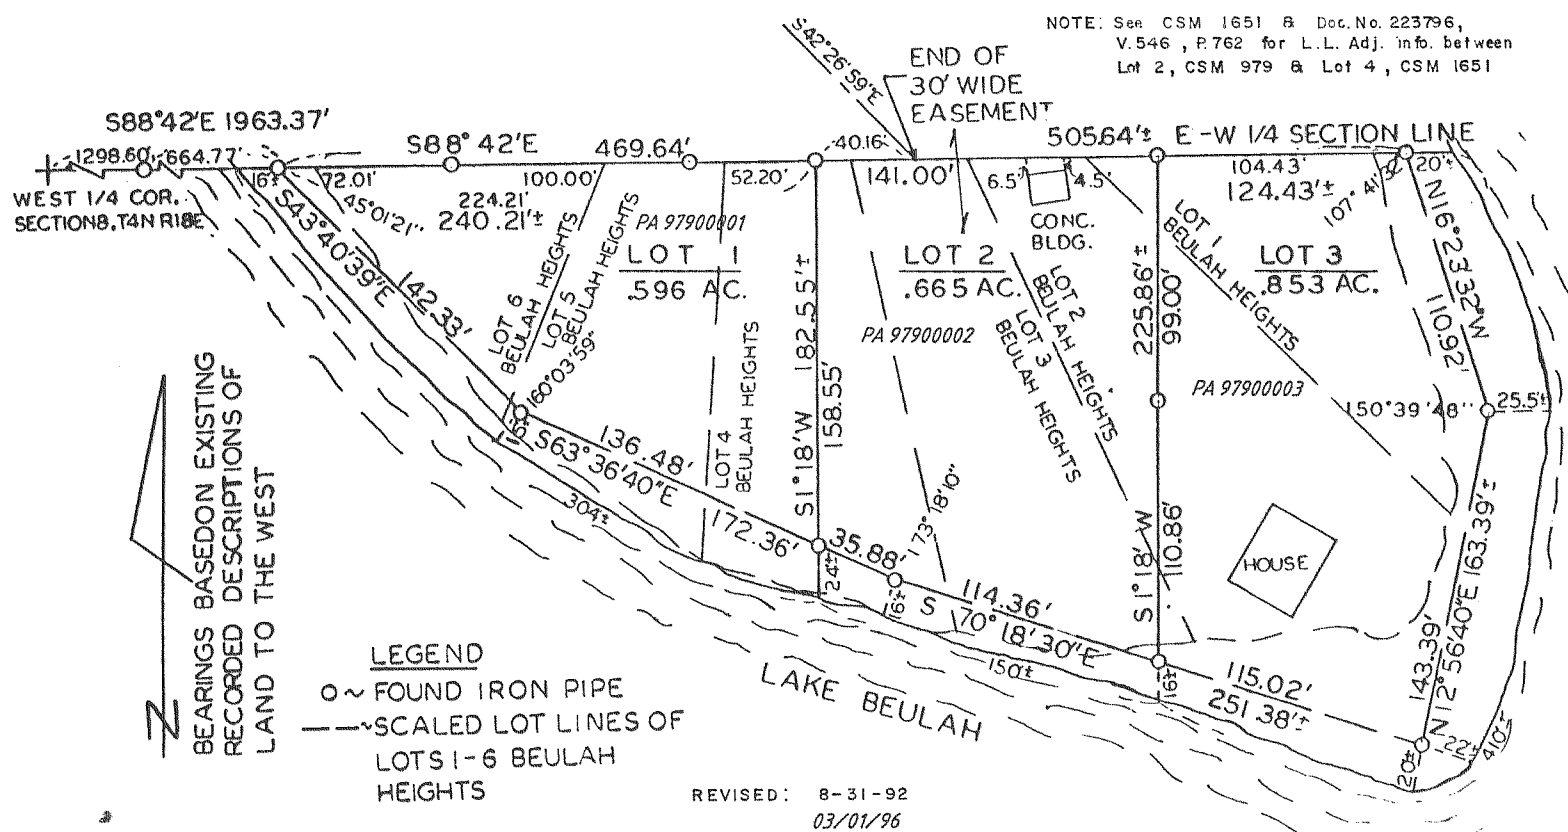 NOTE: See CSM 1651 & Doc. No. 223796,
V.546 , P.762 for L.L. Adj. info. between
Lot 2, CSM 979 & Lot 4, CSM 1651
S42°26'59"E
END OF
30' WIDE
EASEMENT
S88°42'E 1963.37'
1298.60'
664.77'
S88°42'E
469.64'
40.16'
505.64'±
E-W 1/4 SECTION LINE
WEST 1/4 COR.
SECTION8,T4N R18E
16'±
72.01'
45°01'21"
100.00'
224.21'
240.21'±
52.20'
141.00'
6.5'
4.5'
CONC.
BLDG.
104.43'
124.43'±
107°41'32"
20'±
PA 97900001
LOT 1
.596 AC.
LOT 2
.665 AC.
PA 97900002
LOT 3
.853 AC.
PA 97900003
S43°40'39"E
142.33'
LOT 6
BEULAH HEIGHTS
LOT 5
BEULAH HEIGHTS
LOT 4
BEULAH HEIGHTS
LOT 2
BEULAH HEIGHTS
LOT 3
BEULAH HEIGHTS
LOT 1
BEULAH HEIGHTS
S1°18'W 182.55'±
158.55'
225.86'±
99.00'
S1°18'W
110.86'
N16°23'32"W
110.92'
150°39'48"
25.5'±
160°03'59"
15'±
136.48'
S63°36'40"E
172.36'
304'±
35.88'
173°18'10"
24'±
16'±
114.36'
S
70°18'30"E
150'±
HOUSE
115.02'
251.38'±
16'±
143.39'
N12°56'40"E 163.39'±
22'±
20'±
410'±
LAKE BEULAH
N
BEARINGS BASEDON EXISTING
RECORDED DESCRIPTIONS OF
LAND TO THE WEST
LEGEND
O~ FOUND IRON PIPE
— — ~SCALED LOT LINES OF
LOTS 1-6 BEULAH
HEIGHTS
REVISED: 8-31-92
03/01/96